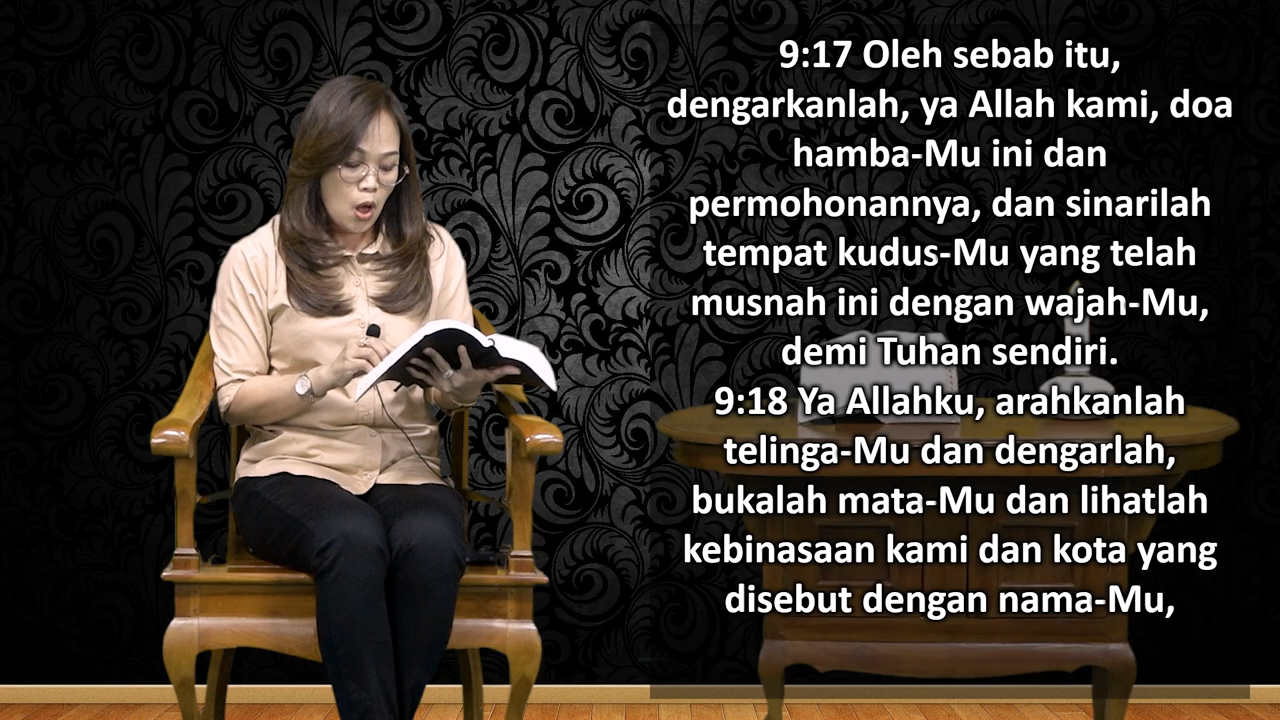 9:17 Oleh sebab itu,
dengarkanlah, ya Allah kami, doa
hamba-Mu ini dan
permohonannya, dan sinarilah
tempat kudus-Mu yang telah
musnah ini dengan wajah-Mu,
demi Tuhan sendiri.
9:18 Ya Allahku, arahkanlah
telinga-Mu dan dengarlah,
bukalah mata-Mu dan lihatlah
kebinasaan kami dan kota yang
disebut dengan nama-Mu,